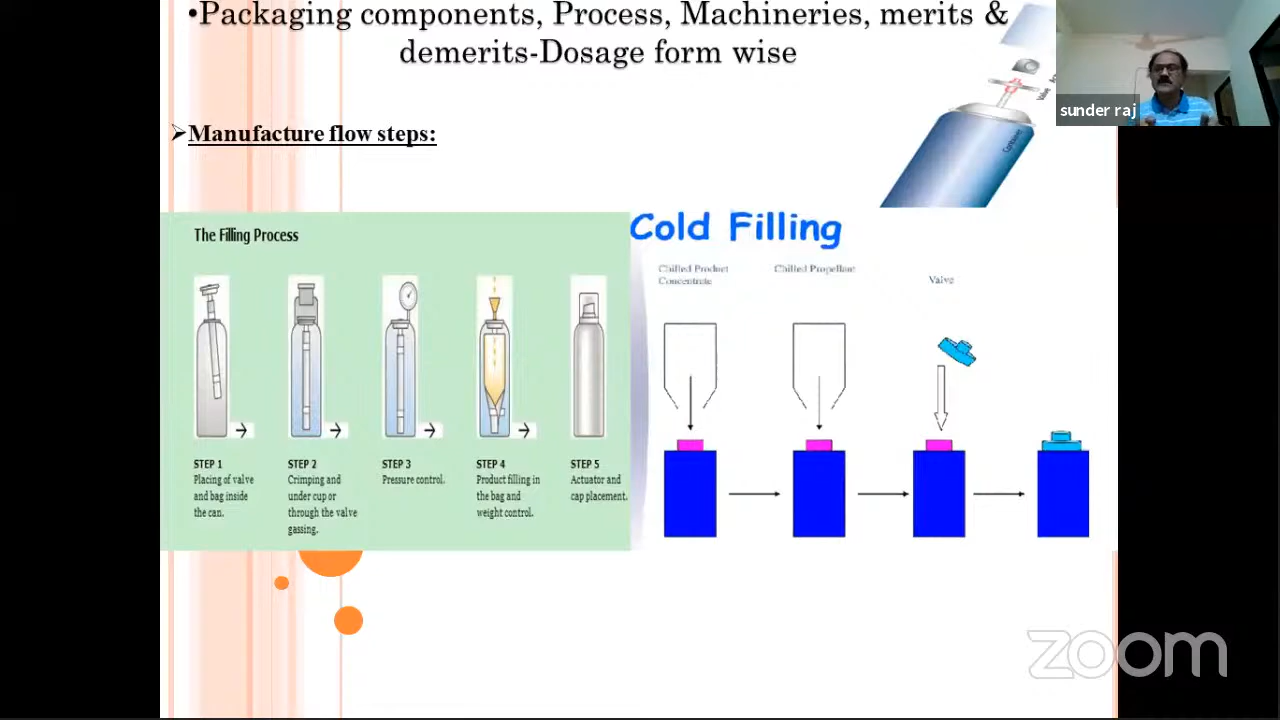 •Packaging components, Process, Machineries, merits &
demerits-Dosage form wise
sunder raj
Valve
Container
➢Manufacture flow steps:
The Filling Process
STEP 1
Placing of valve
and bag inside
the can.
STEP 2
Crimping and
under cup or
through the valve
gassing.
STEP 3
Pressure control.
STEP 4
Product filling in
the bag and
weight control.
STEP 5
Actuator and
cap placement.
Cold Filling
Chilled Product
Concentrate
Chilled Propellant
Valve
zoom